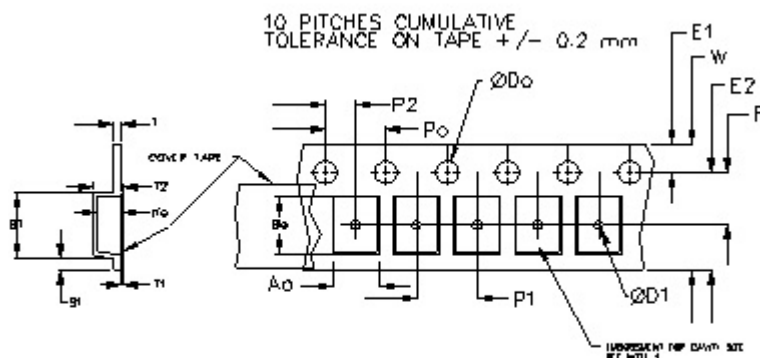 10 PITCHES CUMULATIVE
TOLERANCE ON TAPE +/- 0.2 mm
E1
W
E2
F
ØDo
P2
Po
T
COVER TAPE
T2
B1
Bo
S1
T1
Ao
P1
ØD1